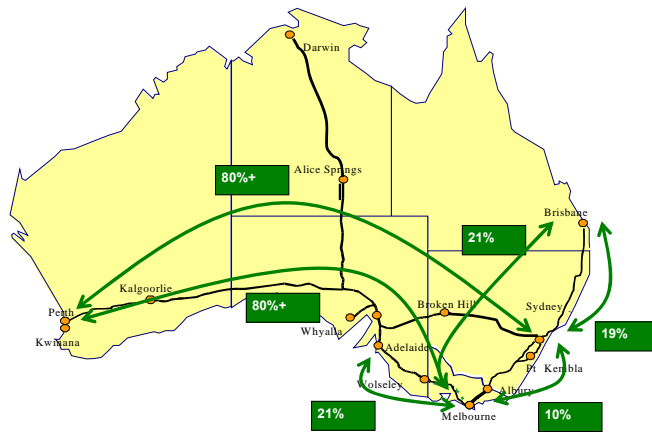 Darwin
Alice Springs
80%+
Brisbane
21%
Kalgoorlie
80%+
Broken Hill
Sydney
Perth
Whyalla
19%
Kwinana
Adelaide
Pt Kembla
Wolseley
Albury
21%
Melbourne
10%